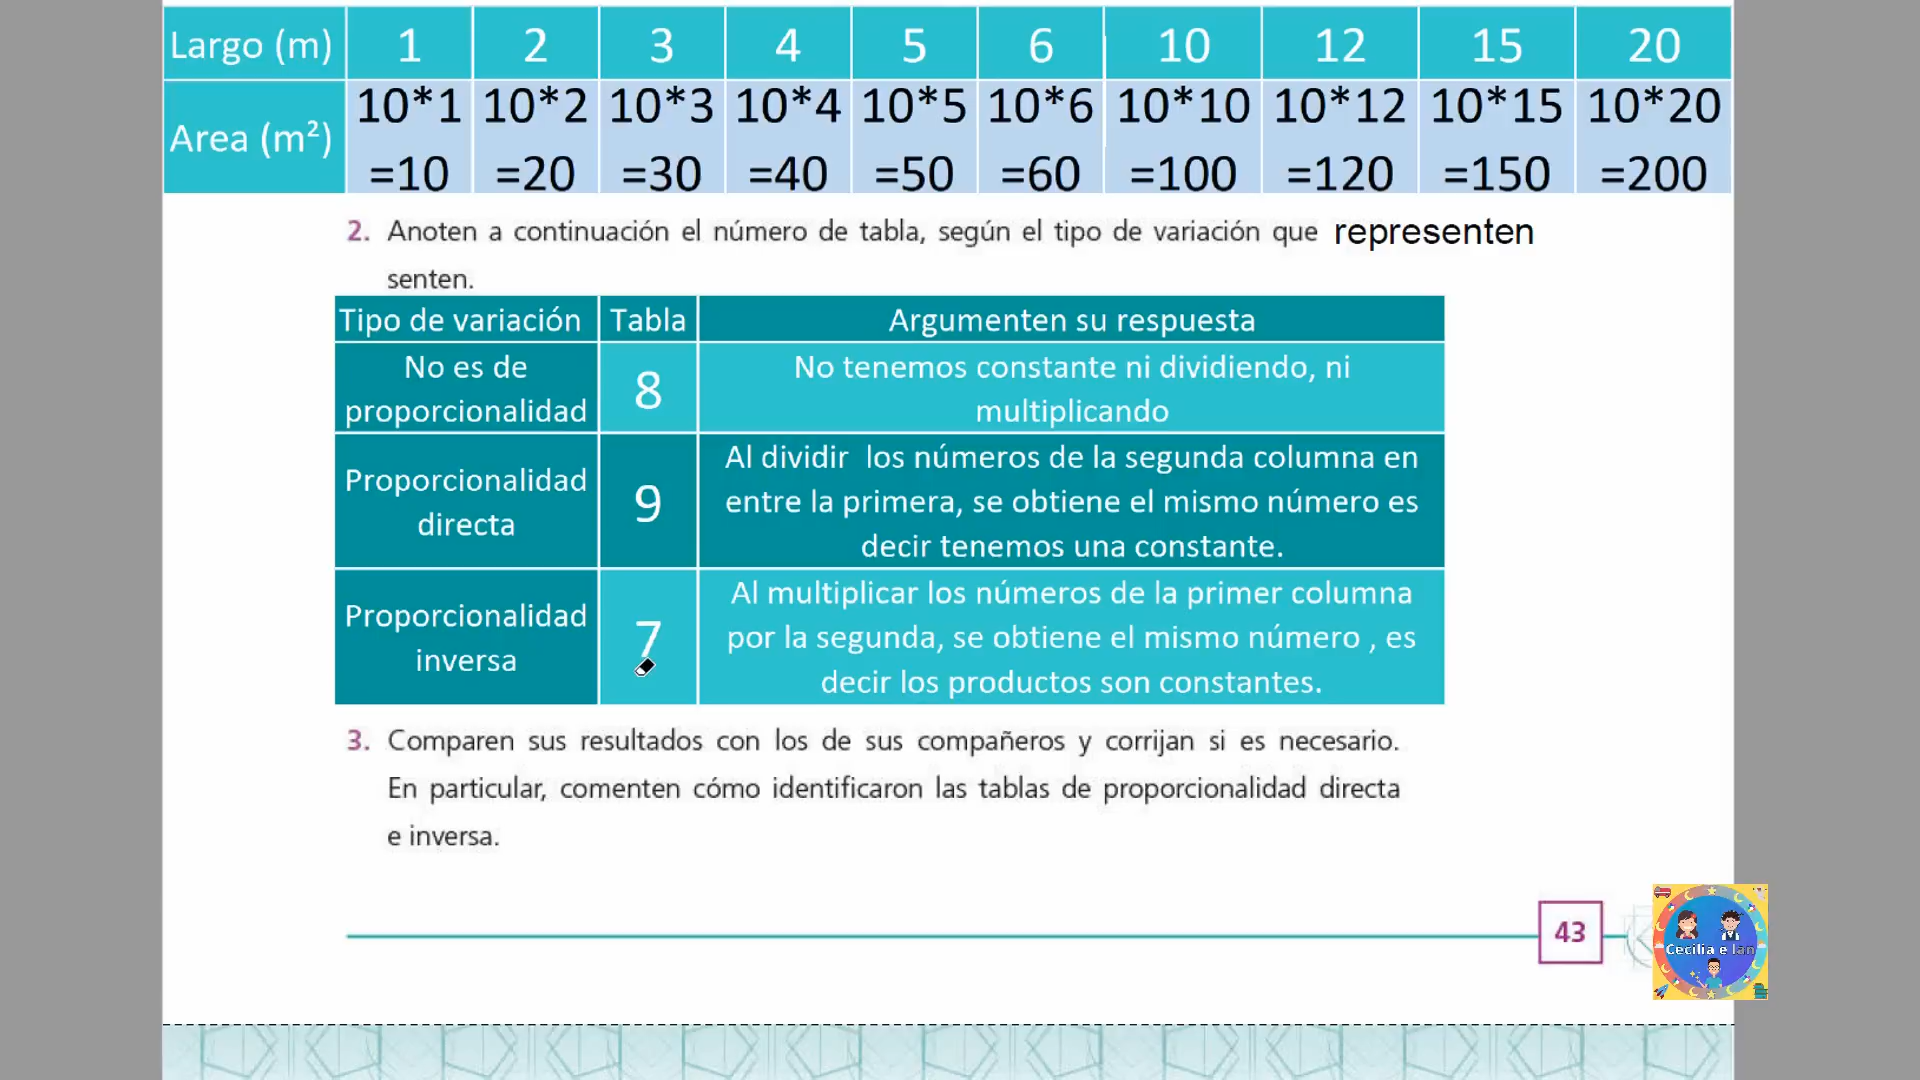 Largo (m) 1 2 3 4 5 6 10 12 15 20
Area (m²) 10*1 10*2 10*3 10*4 10*5 10*6 10*10 10*12 10*15 10*20
=10 =20 =30 =40 =50 =60 =100 =120 =150 =200
2. Anoten a continuación el número de tabla, según el tipo de variación que representen
senten.
Tipo de variación Tabla Argumenten su respuesta
No es de
proporcionalidad
8
No tenemos constante ni dividiendo, ni
multiplicando
Proporcionalidad
directa
9
Al dividir los números de la segunda columna en
entre la primera, se obtiene el mismo número es
decir tenemos una constante.
Proporcionalidad
inversa
7
Al multiplicar los números de la primer columna
por la segunda, se obtiene el mismo número , es
decir los productos son constantes.
3. Comparen sus resultados con los de sus compañeros y corrijan si es necesario.
En particular, comenten cómo identificaron las tablas de proporcionalidad directa
e inversa.
43
Cecilia e Ian